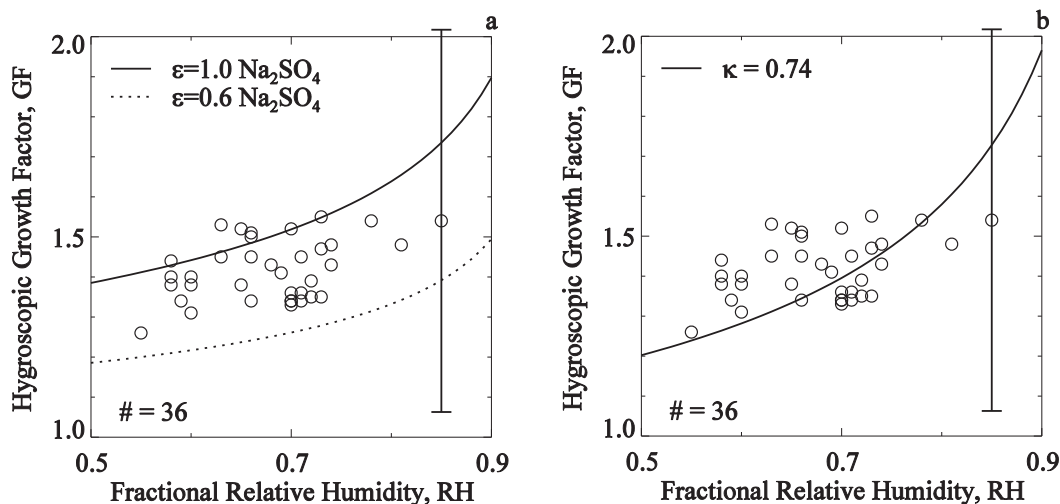 a
2.0
ε=1.0 Na₂SO₄
ε=0.6 Na₂SO₄
1.5
# = 36
1.0
0.5
0.7
0.9
Hygroscopic Growth Factor, GF
Fractional Relative Humidity, RH
b
2.0
κ = 0.74
1.5
# = 36
1.0
0.5
0.7
0.9
Hygroscopic Growth Factor, GF
Fractional Relative Humidity, RH